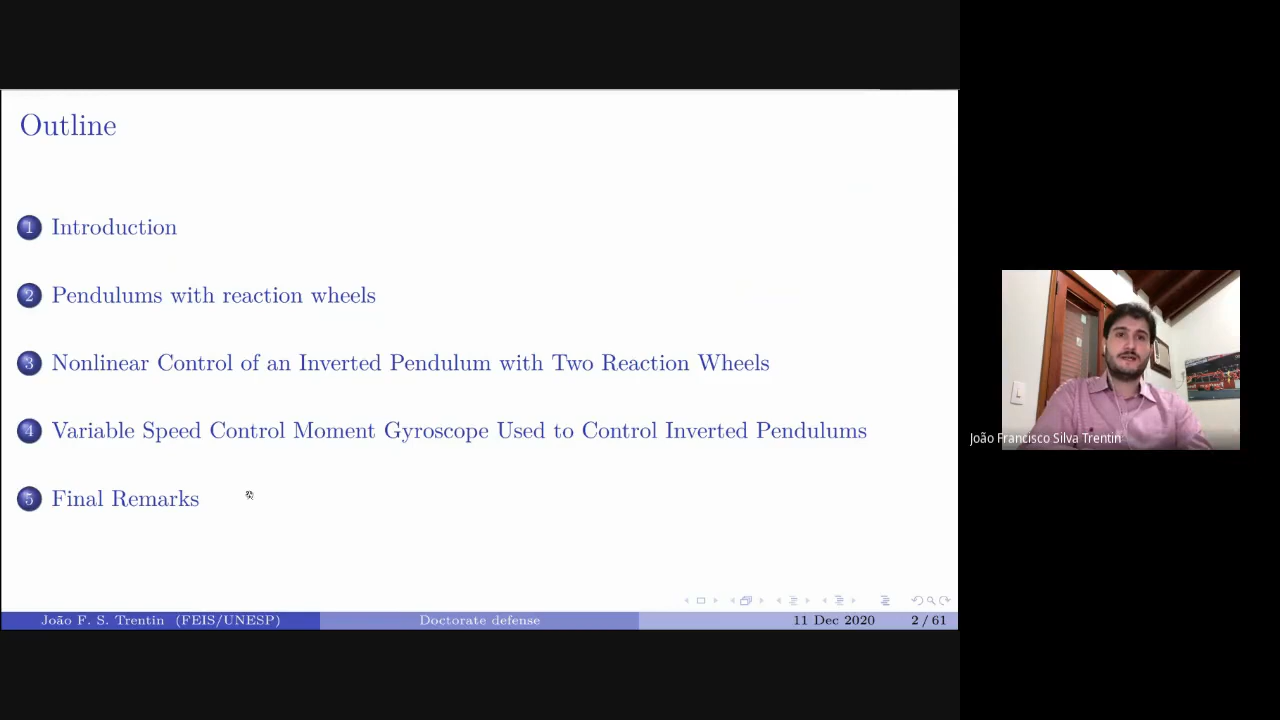 Outline
1 Introduction
2 Pendulums with reaction wheels
3 Nonlinear Control of an Inverted Pendulum with Two Reaction Wheels
4 Variable Speed Control Moment Gyroscope Used to Control Inverted Pendulums
5 Final Remarks
João F. S. Trentin (FEIS/UNESP) Doctorate defense 11 Dec 2020 2 / 61
João Francisco Silva Trentin